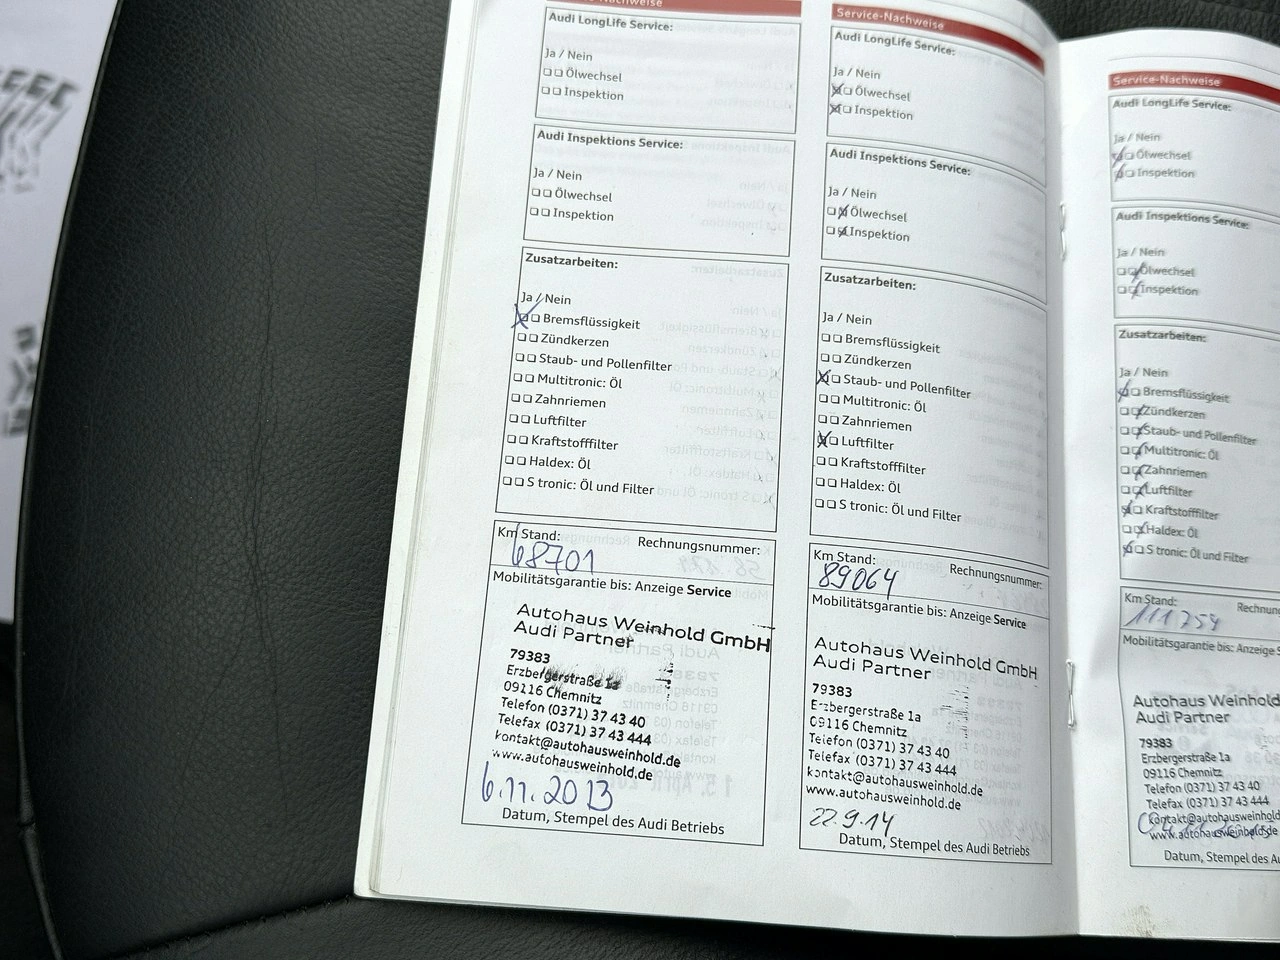 Service-Nachweise
Audi LongLife Service:
Ja / Nein
Ölwechsel
Inspektion
Audi Inspektions Service:
Ja / Nein
Ölwechsel
Inspektion
Zusatzarbeiten:
Ja / Nein
Bremsflüssigkeit
Zündkerzen
Staub- und Pollenfilter
Multitronic: Öl
Zahnriemen
Luftfilter
Kraftstofffilter
Haldex: Öl
S tronic: Öl und Filter
Km Stand: Rechnungsnummer:
68701
Mobilitätsgarantie bis: Anzeige Service
Autohaus Weinhold GmbH
Audi Partner
79383
Erzbergerstraße 1a
09116 Chemnitz
Telefon (0371) 37 43 40
Telefax (0371) 37 43 444
kontakt@autohausweinhold.de
www.autohausweinhold.de
6.11.2013
Datum, Stempel des Audi Betriebs
Service-Nachweise
Audi LongLife Service:
Ja / Nein
Ölwechsel
Inspektion
Audi Inspektions Service:
Ja / Nein
Ölwechsel
Inspektion
Zusatzarbeiten:
Ja / Nein
Bremsflüssigkeit
Zündkerzen
Staub- und Pollenfilter
Multitronic: Öl
Zahnriemen
Luftfilter
Kraftstofffilter
Haldex: Öl
S tronic: Öl und Filter
Km Stand: Rechnungsnummer:
89064
Mobilitätsgarantie bis: Anzeige Service
Autohaus Weinhold GmbH
Audi Partner
79383
Erzbergerstraße 1a
09116 Chemnitz
Telefon (0371) 37 43 40
Telefax (0371) 37 43 444
kontakt@autohausweinhold.de
www.autohausweinhold.de
22.9.14
Datum, Stempel des Audi Betriebs
Service-Nachweise
Audi LongLife Service:
Ja / Nein
Ölwechsel
Inspektion
Audi Inspektions Service:
Ja / Nein
Ölwechsel
Inspektion
Zusatzarbeiten:
Ja / Nein
Bremsflüssigkeit
Zündkerzen
Staub- und Pollenfilter
Multitronic: Öl
Zahnriemen
Luftfilter
Kraftstofffilter
Haldex: Öl
S tronic: Öl und Filter
Km Stand: Rechnun
111254
Mobilitätsgarantie bis: Anzeige S
Autohaus Weinhold
Audi Partner
79383
Erzbergerstraße 1a
09116 Chemnitz
Telefon (0371) 37 43 40
Telefax (0371) 37 43 444
kontakt@autohausweinhold
www.autohausweinhold.de
Datum, Stempel des Au